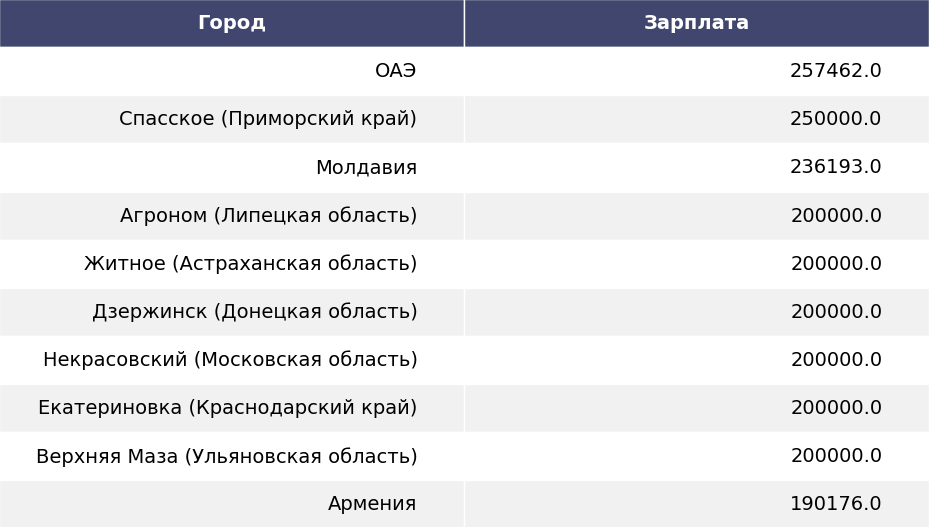 Город Зарплата
ОАЭ 257462.0
Спасское (Приморский край) 250000.0
Молдавия 236193.0
Агроном (Липецкая область) 200000.0
Житное (Астраханская область) 200000.0
Дзержинск (Донецкая область) 200000.0
Некрасовский (Московская область) 200000.0
Екатериновка (Краснодарский край) 200000.0
Верхняя Маза (Ульяновская область) 200000.0
Армения 190176.0